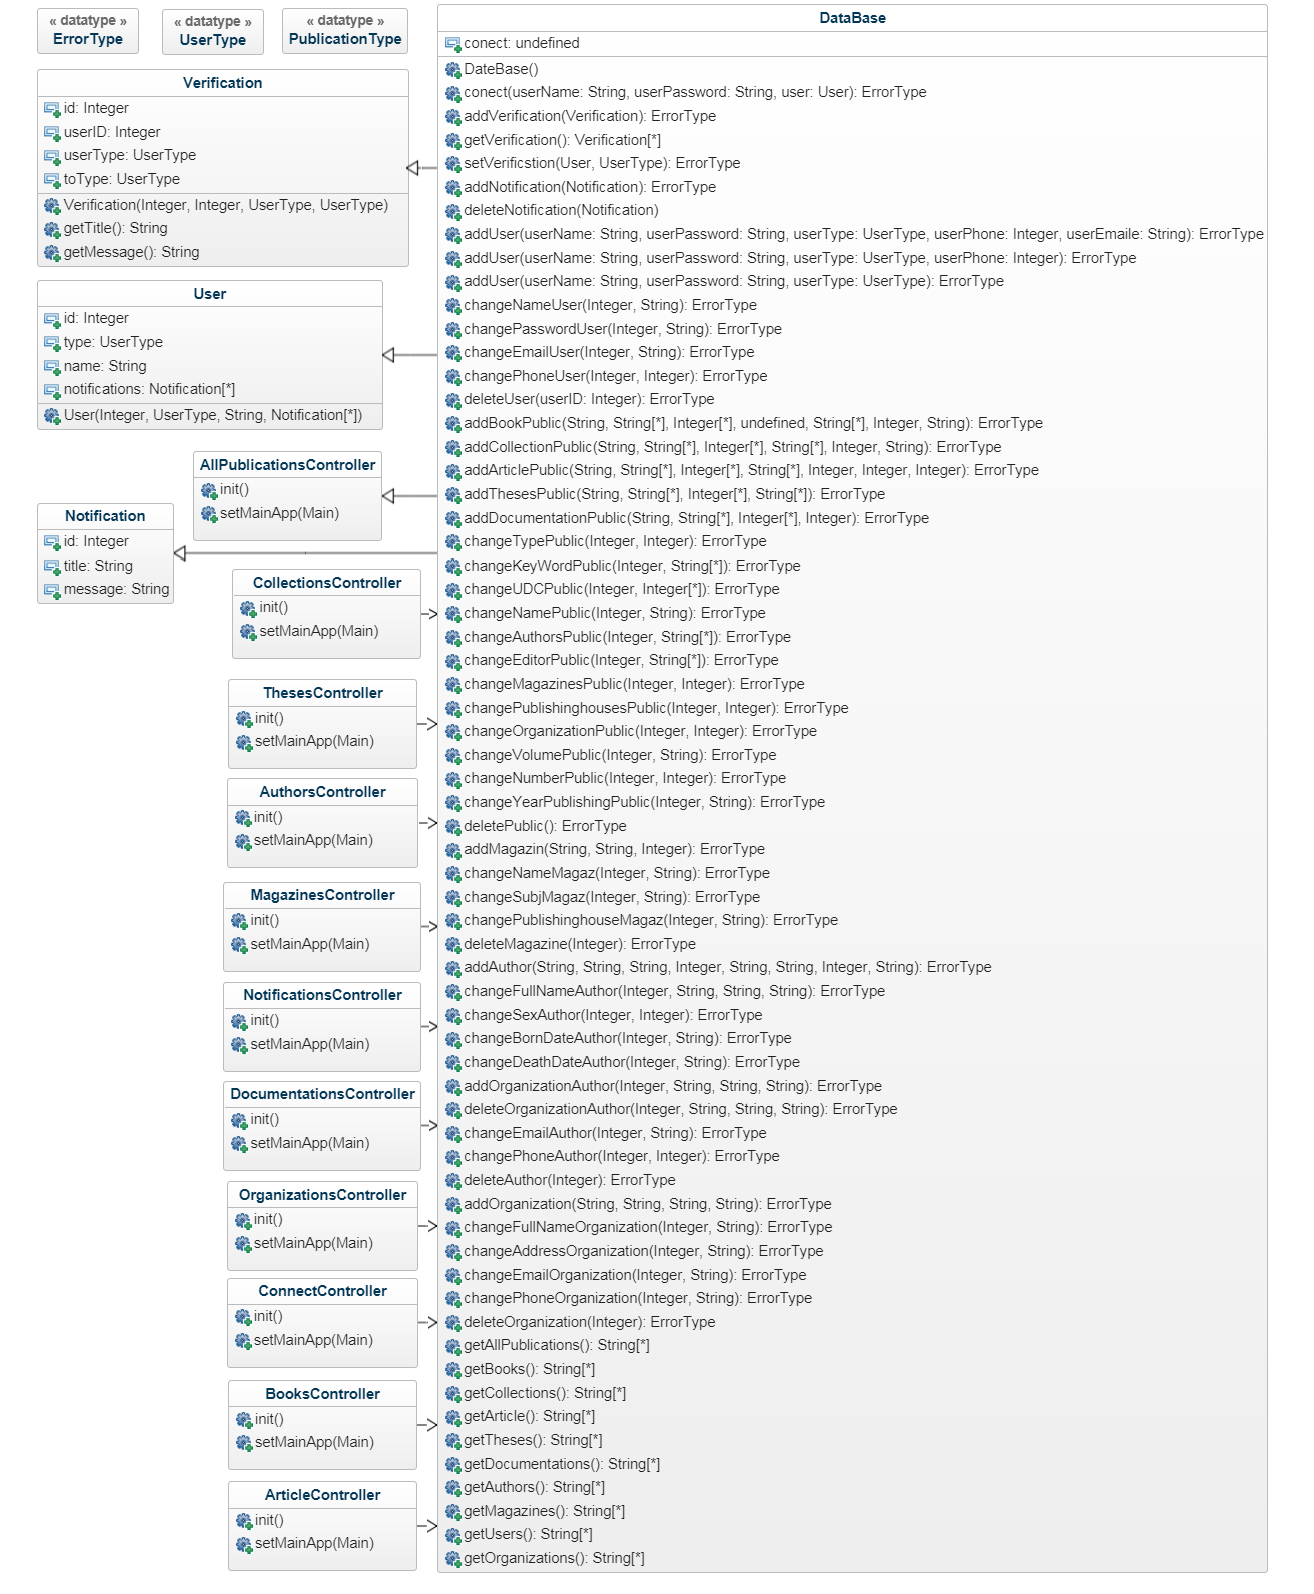 « datatype »
ErrorType
« datatype »
UserType
« datatype »
PublicationType
Verification
id: Integer
userID: Integer
userType: UserType
toType: UserType
Verification(Integer, Integer, UserType, UserType)
getTitle(): String
getMessage(): String
User
id: Integer
type: UserType
name: String
notifications: Notification[*]
User(Integer, UserType, String, Notification[*])
AllPublicationsController
init()
setMainApp(Main)
Notification
id: Integer
title: String
message: String
CollectionsController
init()
setMainApp(Main)
ThesesController
init()
setMainApp(Main)
AuthorsController
init()
setMainApp(Main)
MagazinesController
init()
setMainApp(Main)
NotificationsController
init()
setMainApp(Main)
DocumentationsController
init()
setMainApp(Main)
OrganizationsController
init()
setMainApp(Main)
ConnectController
init()
setMainApp(Main)
BooksController
init()
setMainApp(Main)
ArticleController
init()
setMainApp(Main)
DataBase
conect: undefined
DateBase()
conect(userName: String, userPassword: String, user: User): ErrorType
addVerification(Verification): ErrorType
getVerification(): Verification[*]
setVerificstion(User, UserType): ErrorType
addNotification(Notification): ErrorType
deleteNotification(Notification)
addUser(userName: String, userPassword: String, userType: UserType, userPhone: Integer, userEmaile: String): ErrorType
addUser(userName: String, userPassword: String, userType: UserType, userPhone: Integer): ErrorType
addUser(userName: String, userPassword: String, userType: UserType): ErrorType
changeNameUser(Integer, String): ErrorType
changePasswordUser(Integer, String): ErrorType
changeEmailUser(Integer, String): ErrorType
changePhoneUser(Integer, Integer): ErrorType
deleteUser(userID: Integer): ErrorType
addBookPublic(String, String[*], Integer[*], undefined, String[*], Integer, String): ErrorType
addCollectionPublic(String, String[*], Integer[*], String[*], Integer, String): ErrorType
addArticlePublic(String, String[*], Integer[*], String[*], Integer, Integer, Integer): ErrorType
addThesesPublic(String, String[*], Integer[*], String[*]): ErrorType
addDocumentationPublic(String, String[*], Integer[*], Integer): ErrorType
changeTypePublic(Integer, Integer): ErrorType
changeKeyWordPublic(Integer, String[*]): ErrorType
changeUDCPublic(Integer, Integer[*]): ErrorType
changeNamePublic(Integer, String): ErrorType
changeAuthorsPublic(Integer, String[*]): ErrorType
changeEditorPublic(Integer, String[*]): ErrorType
changeMagazinesPublic(Integer, Integer): ErrorType
changePublishinghousesPublic(Integer, Integer): ErrorType
changeOrganizationPublic(Integer, Integer): ErrorType
changeVolumePublic(Integer, String): ErrorType
changeNumberPublic(Integer, Integer): ErrorType
changeYearPublishingPublic(Integer, String): ErrorType
deletePublic(): ErrorType
addMagazin(String, String, Integer): ErrorType
changeNameMagaz(Integer, String): ErrorType
changeSubjMagaz(Integer, String): ErrorType
changePublishinghouseMagaz(Integer, String): ErrorType
deleteMagazine(Integer): ErrorType
addAuthor(String, String, String, Integer, String, String, Integer, String): ErrorType
changeFullNameAuthor(Integer, String, String, String): ErrorType
changeSexAuthor(Integer, Integer): ErrorType
changeBornDateAuthor(Integer, String): ErrorType
changeDeathDateAuthor(Integer, String): ErrorType
addOrganizationAuthor(Integer, String, String, String): ErrorType
deleteOrganizationAuthor(Integer, String, String, String): ErrorType
changeEmailAuthor(Integer, String): ErrorType
changePhoneAuthor(Integer, Integer): ErrorType
deleteAuthor(Integer): ErrorType
addOrganization(String, String, String, String): ErrorType
changeFullNameOrganization(Integer, String): ErrorType
changeAddressOrganization(Integer, String): ErrorType
changeEmailOrganization(Integer, String): ErrorType
changePhoneOrganization(Integer, String): ErrorType
deleteOrganization(Integer): ErrorType
getAllPublications(): String[*]
getBooks(): String[*]
getCollections(): String[*]
getArticle(): String[*]
getTheses(): String[*]
getDocumentations(): String[*]
getAuthors(): String[*]
getMagazines(): String[*]
getUsers(): String[*]
getOrganizations(): String[*]